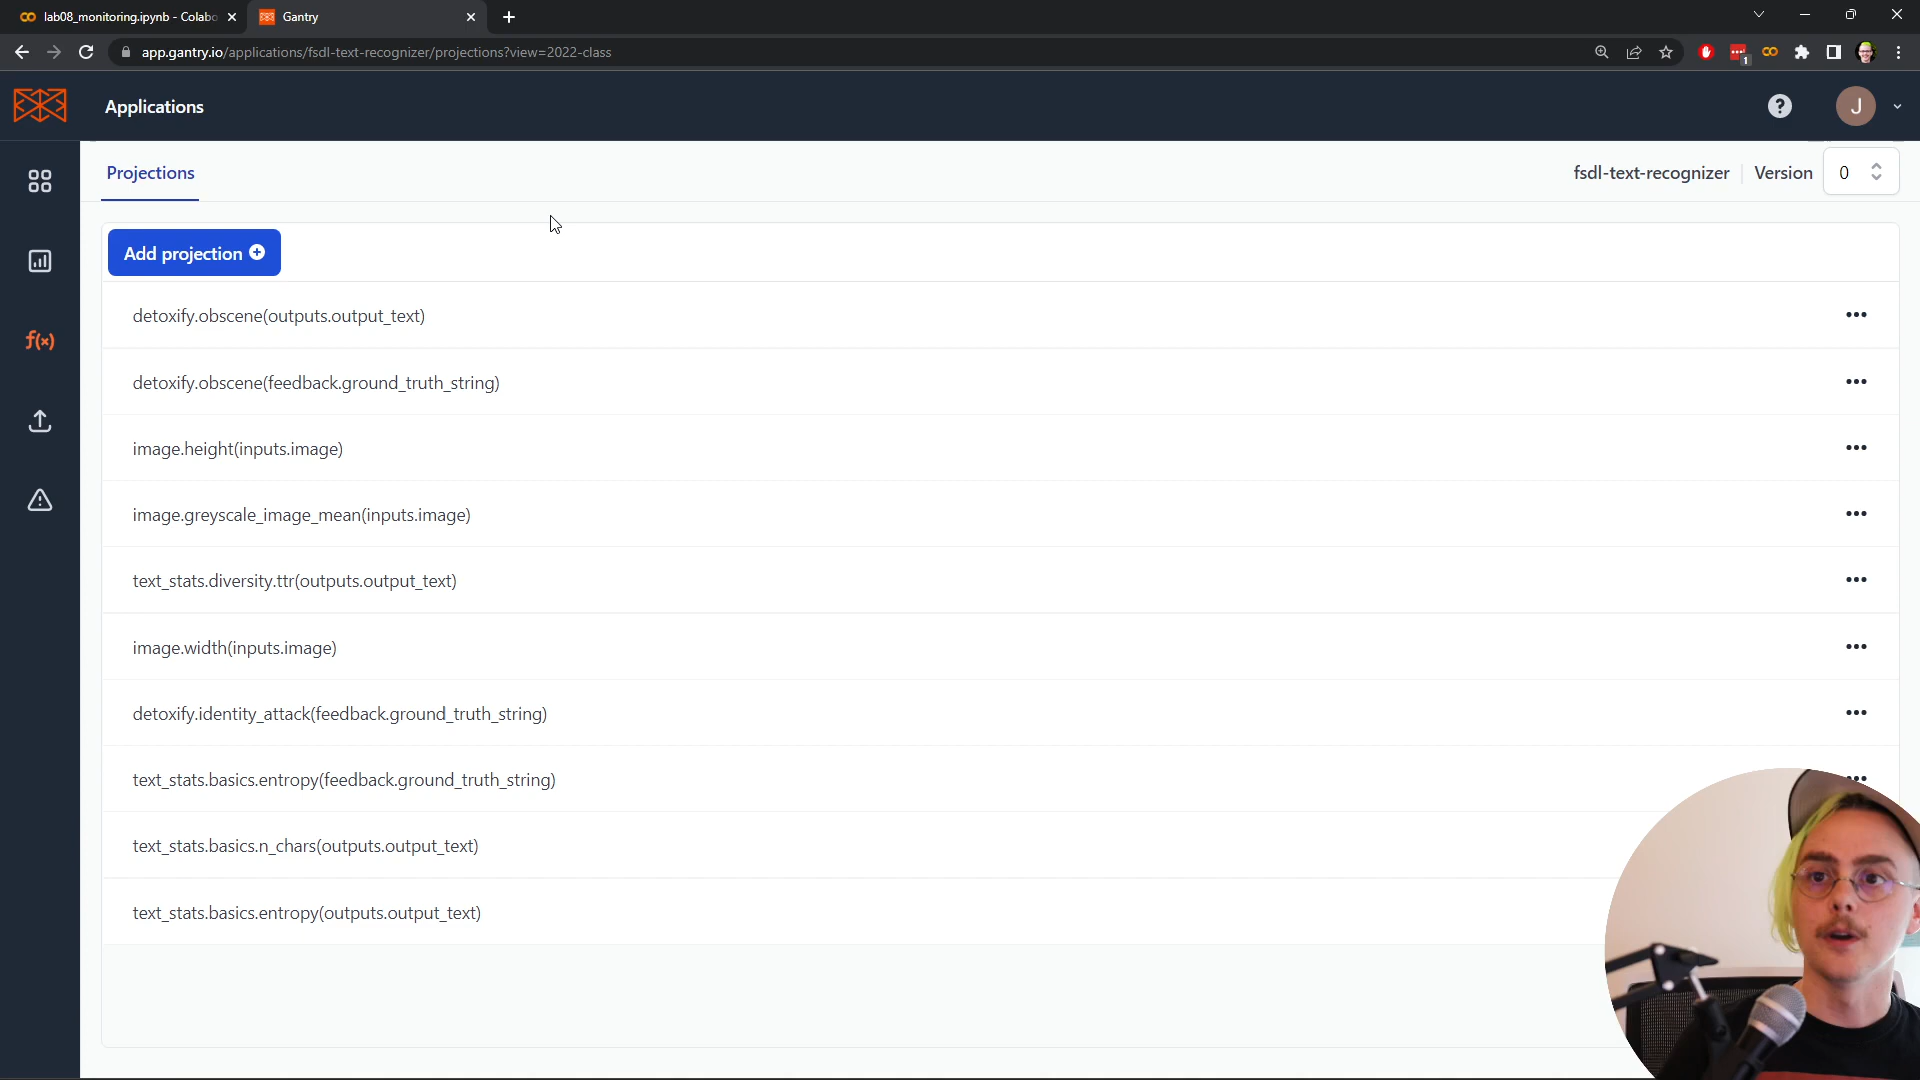 lab08_monitoring.ipynb - Colabo
Gantry
app.gantry.io/applications/fsdl-text-recognizer/projections?view=2022-class
1
Applications
?
J
Projections
fsdl-text-recognizer
Version
0
Add projection
f(x)
detoxify.obscene(outputs.output_text)
detoxify.obscene(feedback.ground_truth_string)
image.height(inputs.image)
image.greyscale_image_mean(inputs.image)
text_stats.diversity.ttr(outputs.output_text)
image.width(inputs.image)
detoxify.identity_attack(feedback.ground_truth_string)
text_stats.basics.entropy(feedback.ground_truth_string)
text_stats.basics.n_chars(outputs.output_text)
text_stats.basics.entropy(outputs.output_text)